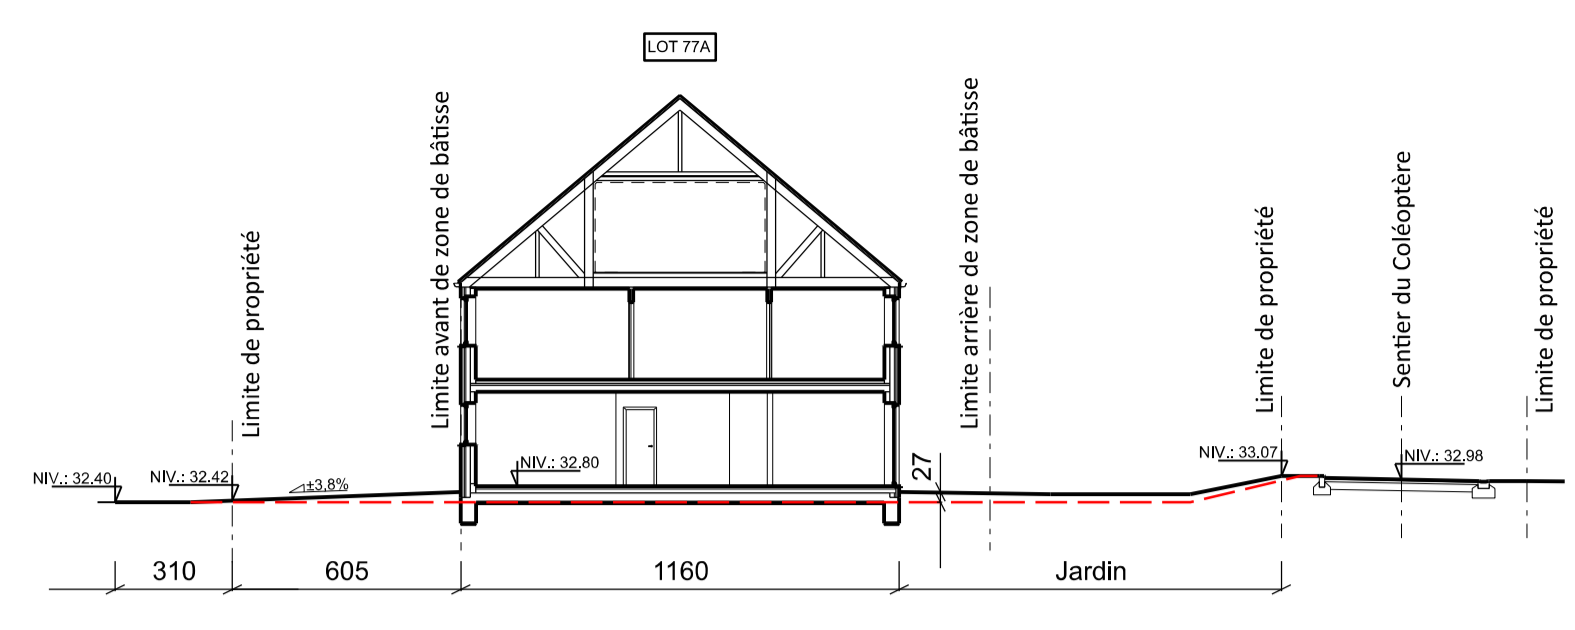 LOT 77A
Limite de propriété
Limite avant de zone de bâtisse
Limite arrière de zone de bâtisse
Limite de propriété
Sentier du Coléoptère
Limite de propriété
NIV.: 32.40
NIV.: 32.42
±3,8%
NIV.: 32.80
27
NIV.: 33.07
NIV.: 32.98
310
605
1160
Jardin